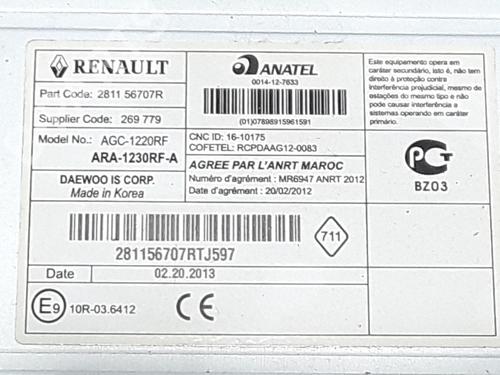 RENAULT
Part Code: 2811 56707R
Supplier Code: 269 779
Model No.: AGC-1220RF
ARA-1230RF-A
DAEWOO IS CORP.
Made in Korea
ANATEL
0014-12-7633
(01)07898915961591
CNC ID: 16-10175
COFETEL: RCPDAAG12-0083
AGREE PAR L'ANRT MAROC
Numéro d'agrément : MR6947 ANRT 2012
Date d'agrément : 20/02/2012
Este equipamento opera em
caráter secundário, isto é, não tem
direito à proteção contra
interferência prejudicial, mesmo de
estações do mesmo tipo e não
pode causar interferência a
sistemas operando em caráter
primário.
PCT
BZ03
281156707RTJ597
711
Date 02.20.2013
E9 10R-03.6412
CE